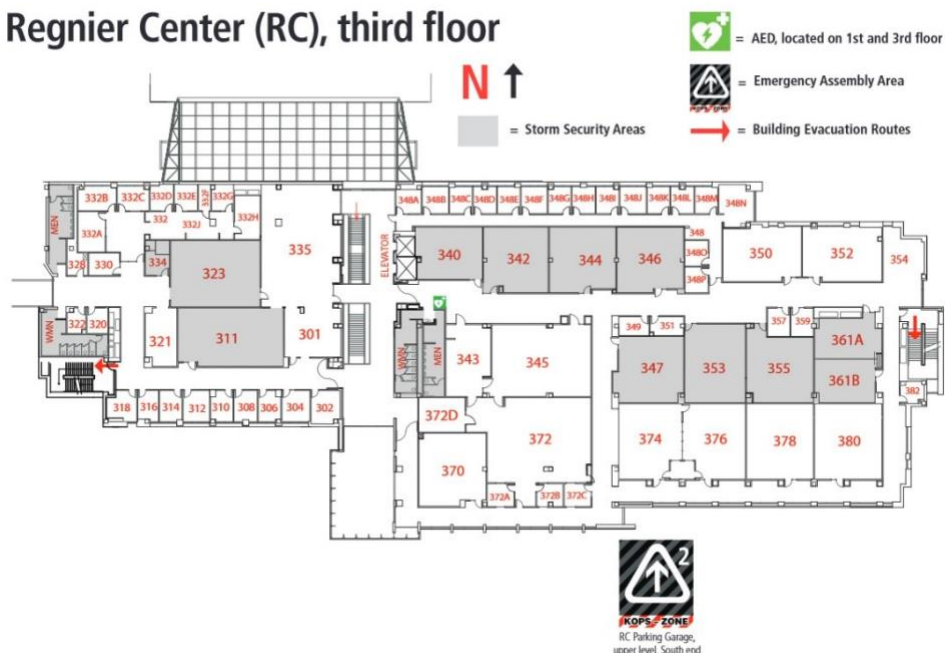 Regnier Center (RC), third floor
N
= Storm Security Areas
= AED, located on 1st and 3rd floor
= Emergency Assembly Area
= Building Evacuation Routes
332B 332C 332D 332E 332F 332G
348A 348B 348C 348D 348E 348F 348G 348H 348I 348J 348K 348L 348M 348N
MEN
332A 332 332J 332H
335
ELEVATOR
328 330 334
323
340 342 344 346
348
348O
348P
350 352 354
WMN
322 320
321
311
301
WMN
MEN
343 345
349 351
357 359
347 353 355
361A
361B
382
318 316 314 312 310 308 306 304 302
372D
370
372
372A 372B 372C
374 376 378 380
2
KOPS - ZONE
RC Parking Garage,
upper level, South end